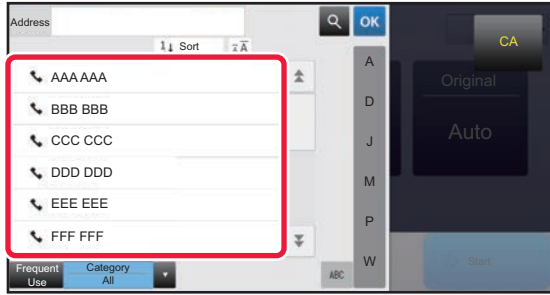 Address
OK
CA
Sort
A
AAA AAA
BBB BBB
CCC CCC
DDD DDD
EEE EEE
FFF FFF
A
D
J
M
P
W
Original
Auto
Frequent
Use
Category
All
ABC
Start